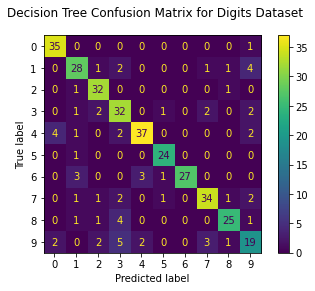 Decision Tree Confusion Matrix for Digits Dataset
True label
0 35 0 0 0 0 0 0 0 0 1
1 0 28 1 2 0 0 0 1 1 4
2 0 1 32 0 0 0 0 0 1 0
3 0 1 2 32 0 1 0 2 0 2
4 4 1 0 2 37 0 0 0 0 2
5 0 1 0 0 0 24 0 0 0 0
6 0 3 0 0 3 1 27 0 0 0
7 0 1 1 2 0 1 0 34 1 2
8 0 1 1 4 0 0 0 0 25 1
9 2 0 2 5 2 0 0 3 1 19
0 1 2 3 4 5 6 7 8 9
Predicted label
35
30
25
20
15
10
5
0